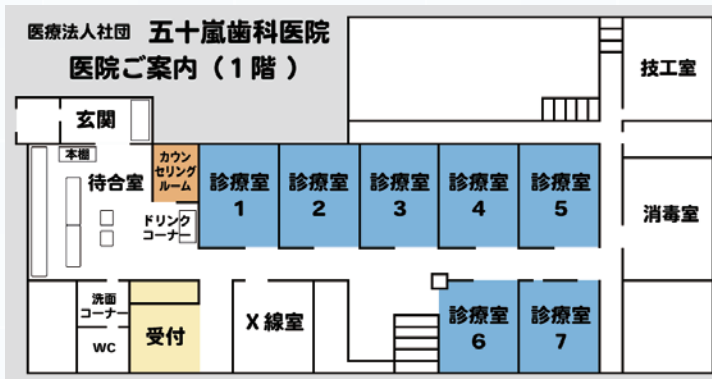 医療法人社団 五十嵐歯科医院
医院ご案内（1階）
技工室
玄関
本棚
待合室
カウン
セリング
ルーム
診療室
1
診療室
2
診療室
3
診療室
4
診療室
5
消毒室
ドリンク
コーナー
洗面
コーナー
WC
受付
X線室
診療室
6
診療室
7